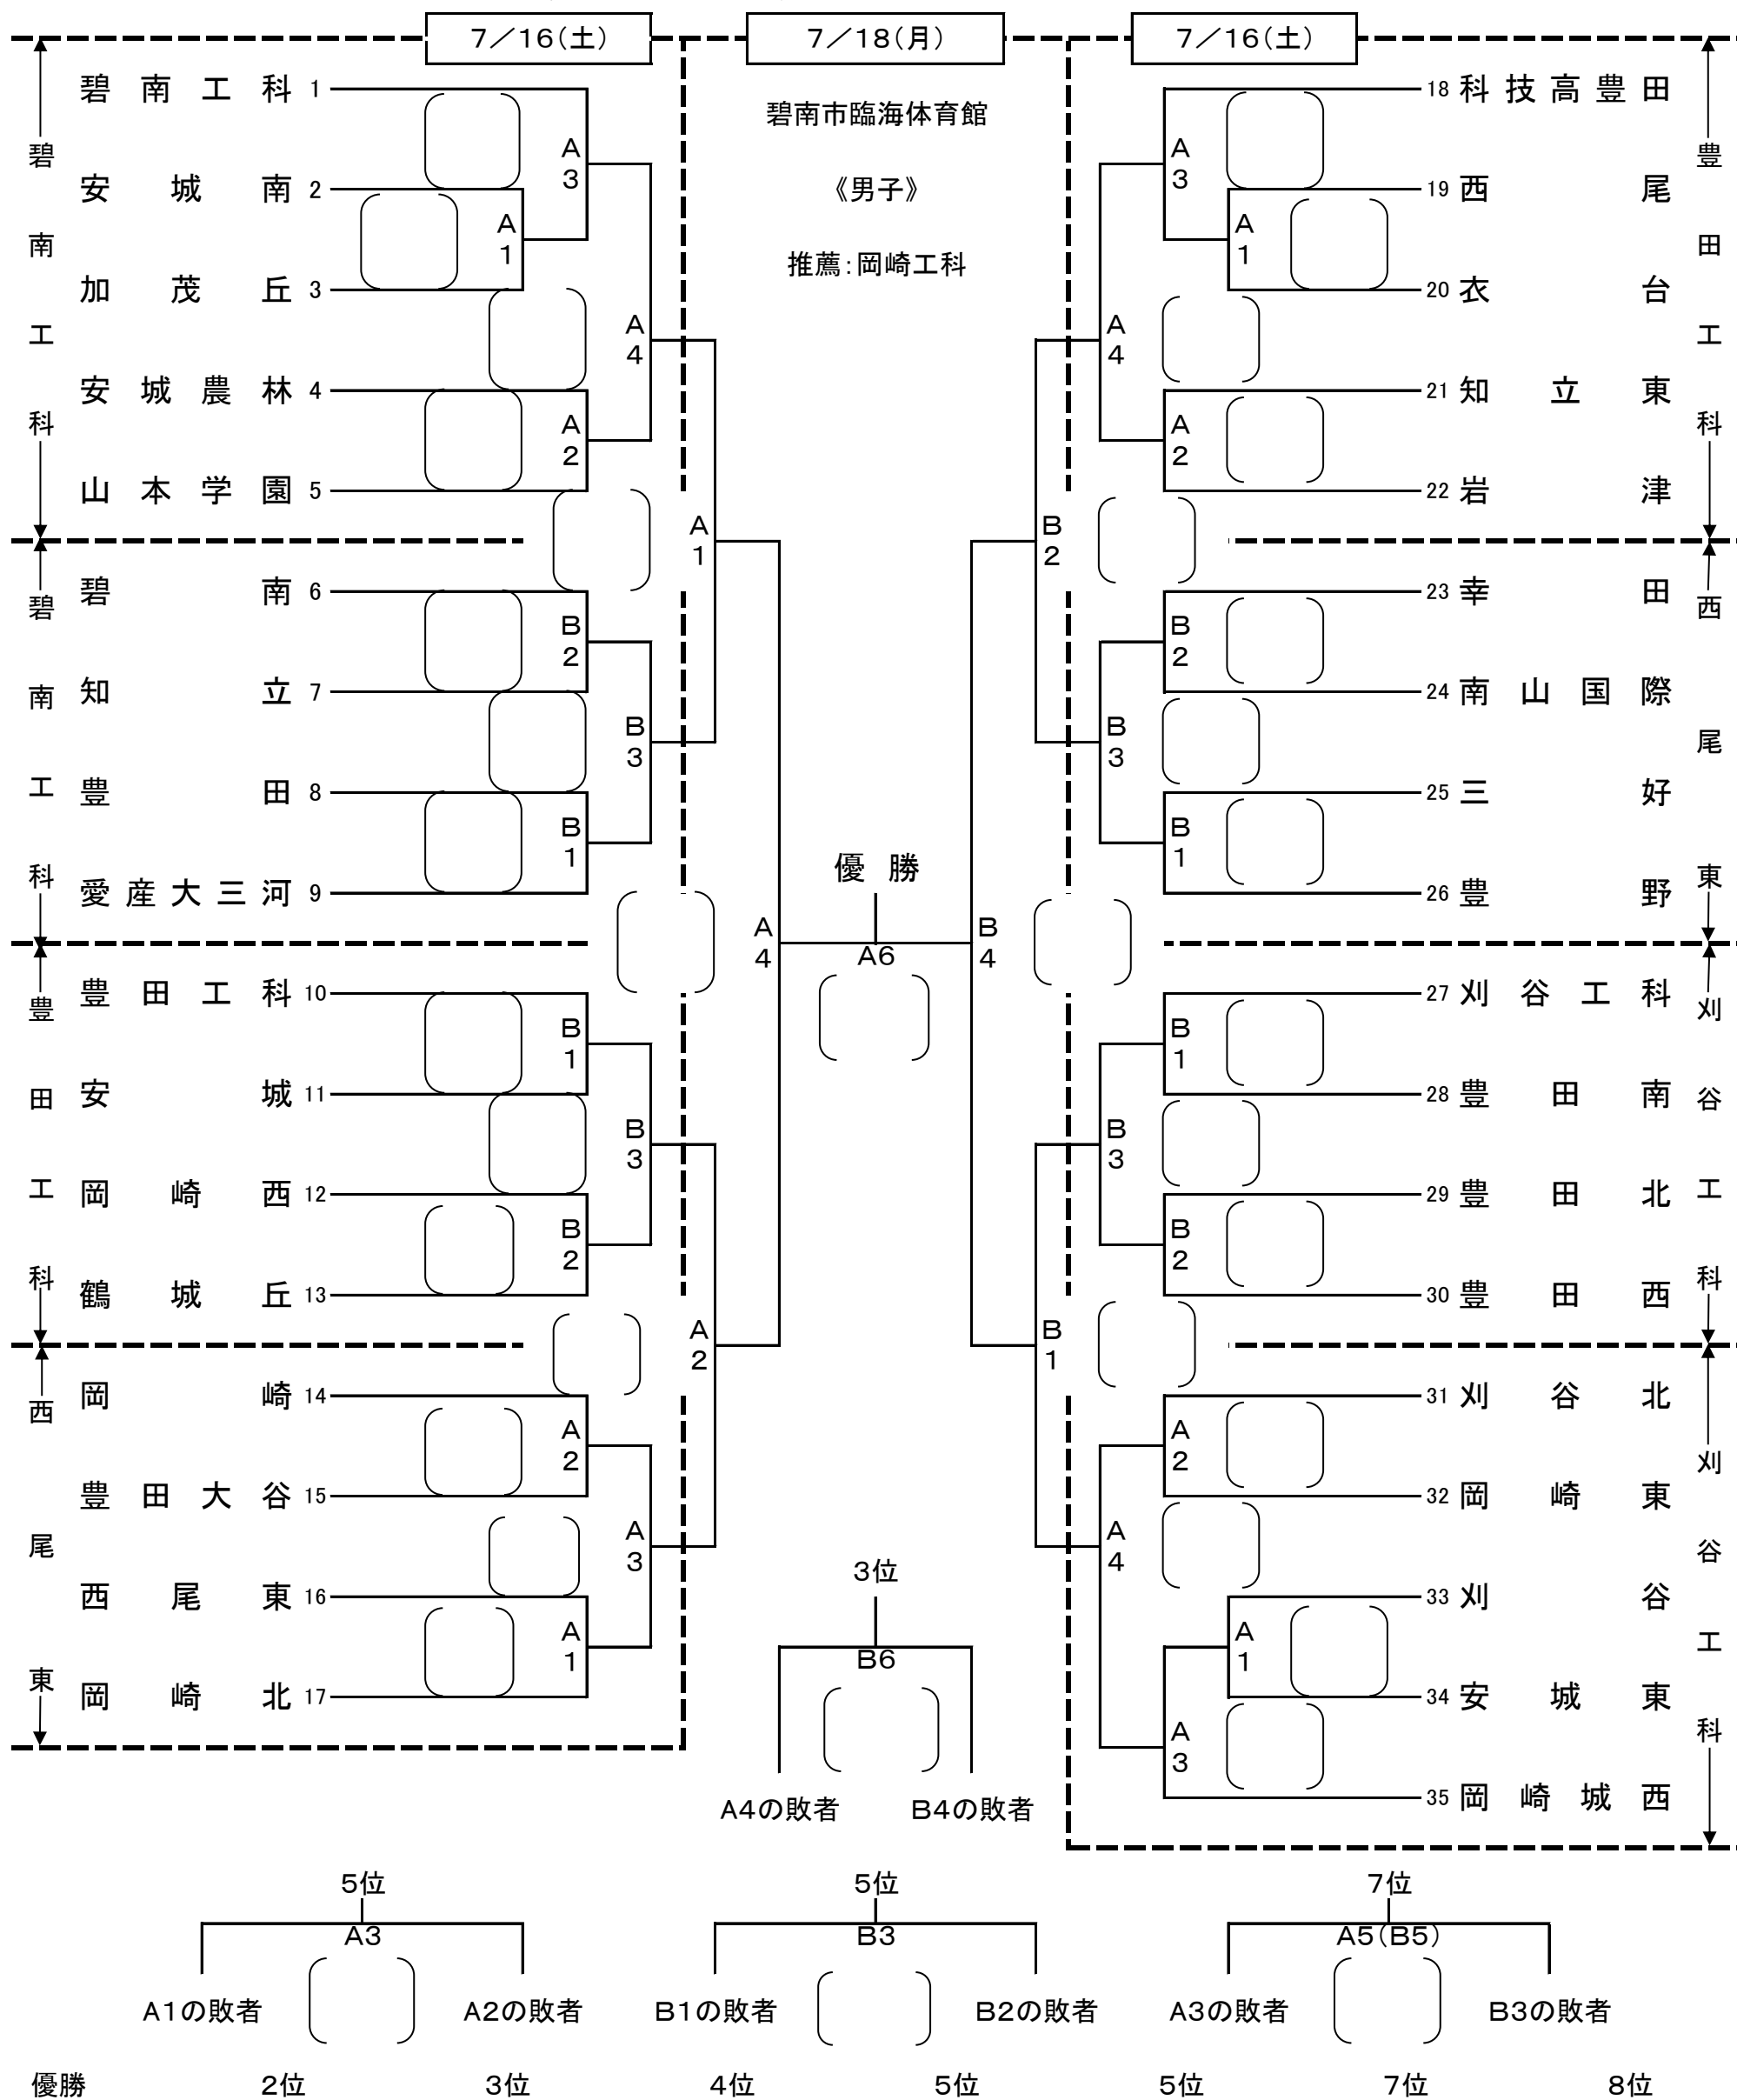 7／16(土) 7／18(月) 7／16(土)
碧南市臨海体育館
《男子》
推薦：岡崎工科
碧南工科
碧南工科 1
安城南 2
加茂丘 3
安城農林 4
山本学園 5
A3
A1
A4
A2
A1
碧南工科
碧南 6
知立 7
豊田 8
愛産大三河 9
B2
B3
B1
A4
豊田工科
豊田工科 10
安城 11
岡崎西 12
鶴城丘 13
B1
B3
B2
A2
西尾東
岡崎 14
豊田大谷 15
西尾東 16
岡崎北 17
A2
A3
A1
優勝
A6
豊田工科
18 科技高豊田
19 西尾
20 衣台
21 知立東
22 岩津
A3
A1
A4
A2
B2
西尾東
23 幸田
24 南山国際
25 三好
26 豊野
B2
B3
B1
B4
刈谷工科
27 刈谷工科
28 豊田南
29 豊田北
30 豊田西
B1
B3
B2
B1
刈谷工科
31 刈谷北
32 岡崎東
33 刈谷
34 安城東
35 岡崎城西
A2
A4
A1
A3
3位
B6
A4の敗者 B4の敗者
5位 5位 7位
A3 B3 A5(B5)
A1の敗者 A2の敗者 B1の敗者 B2の敗者 A3の敗者 B3の敗者
優勝 2位 3位 4位 5位 5位 7位 8位